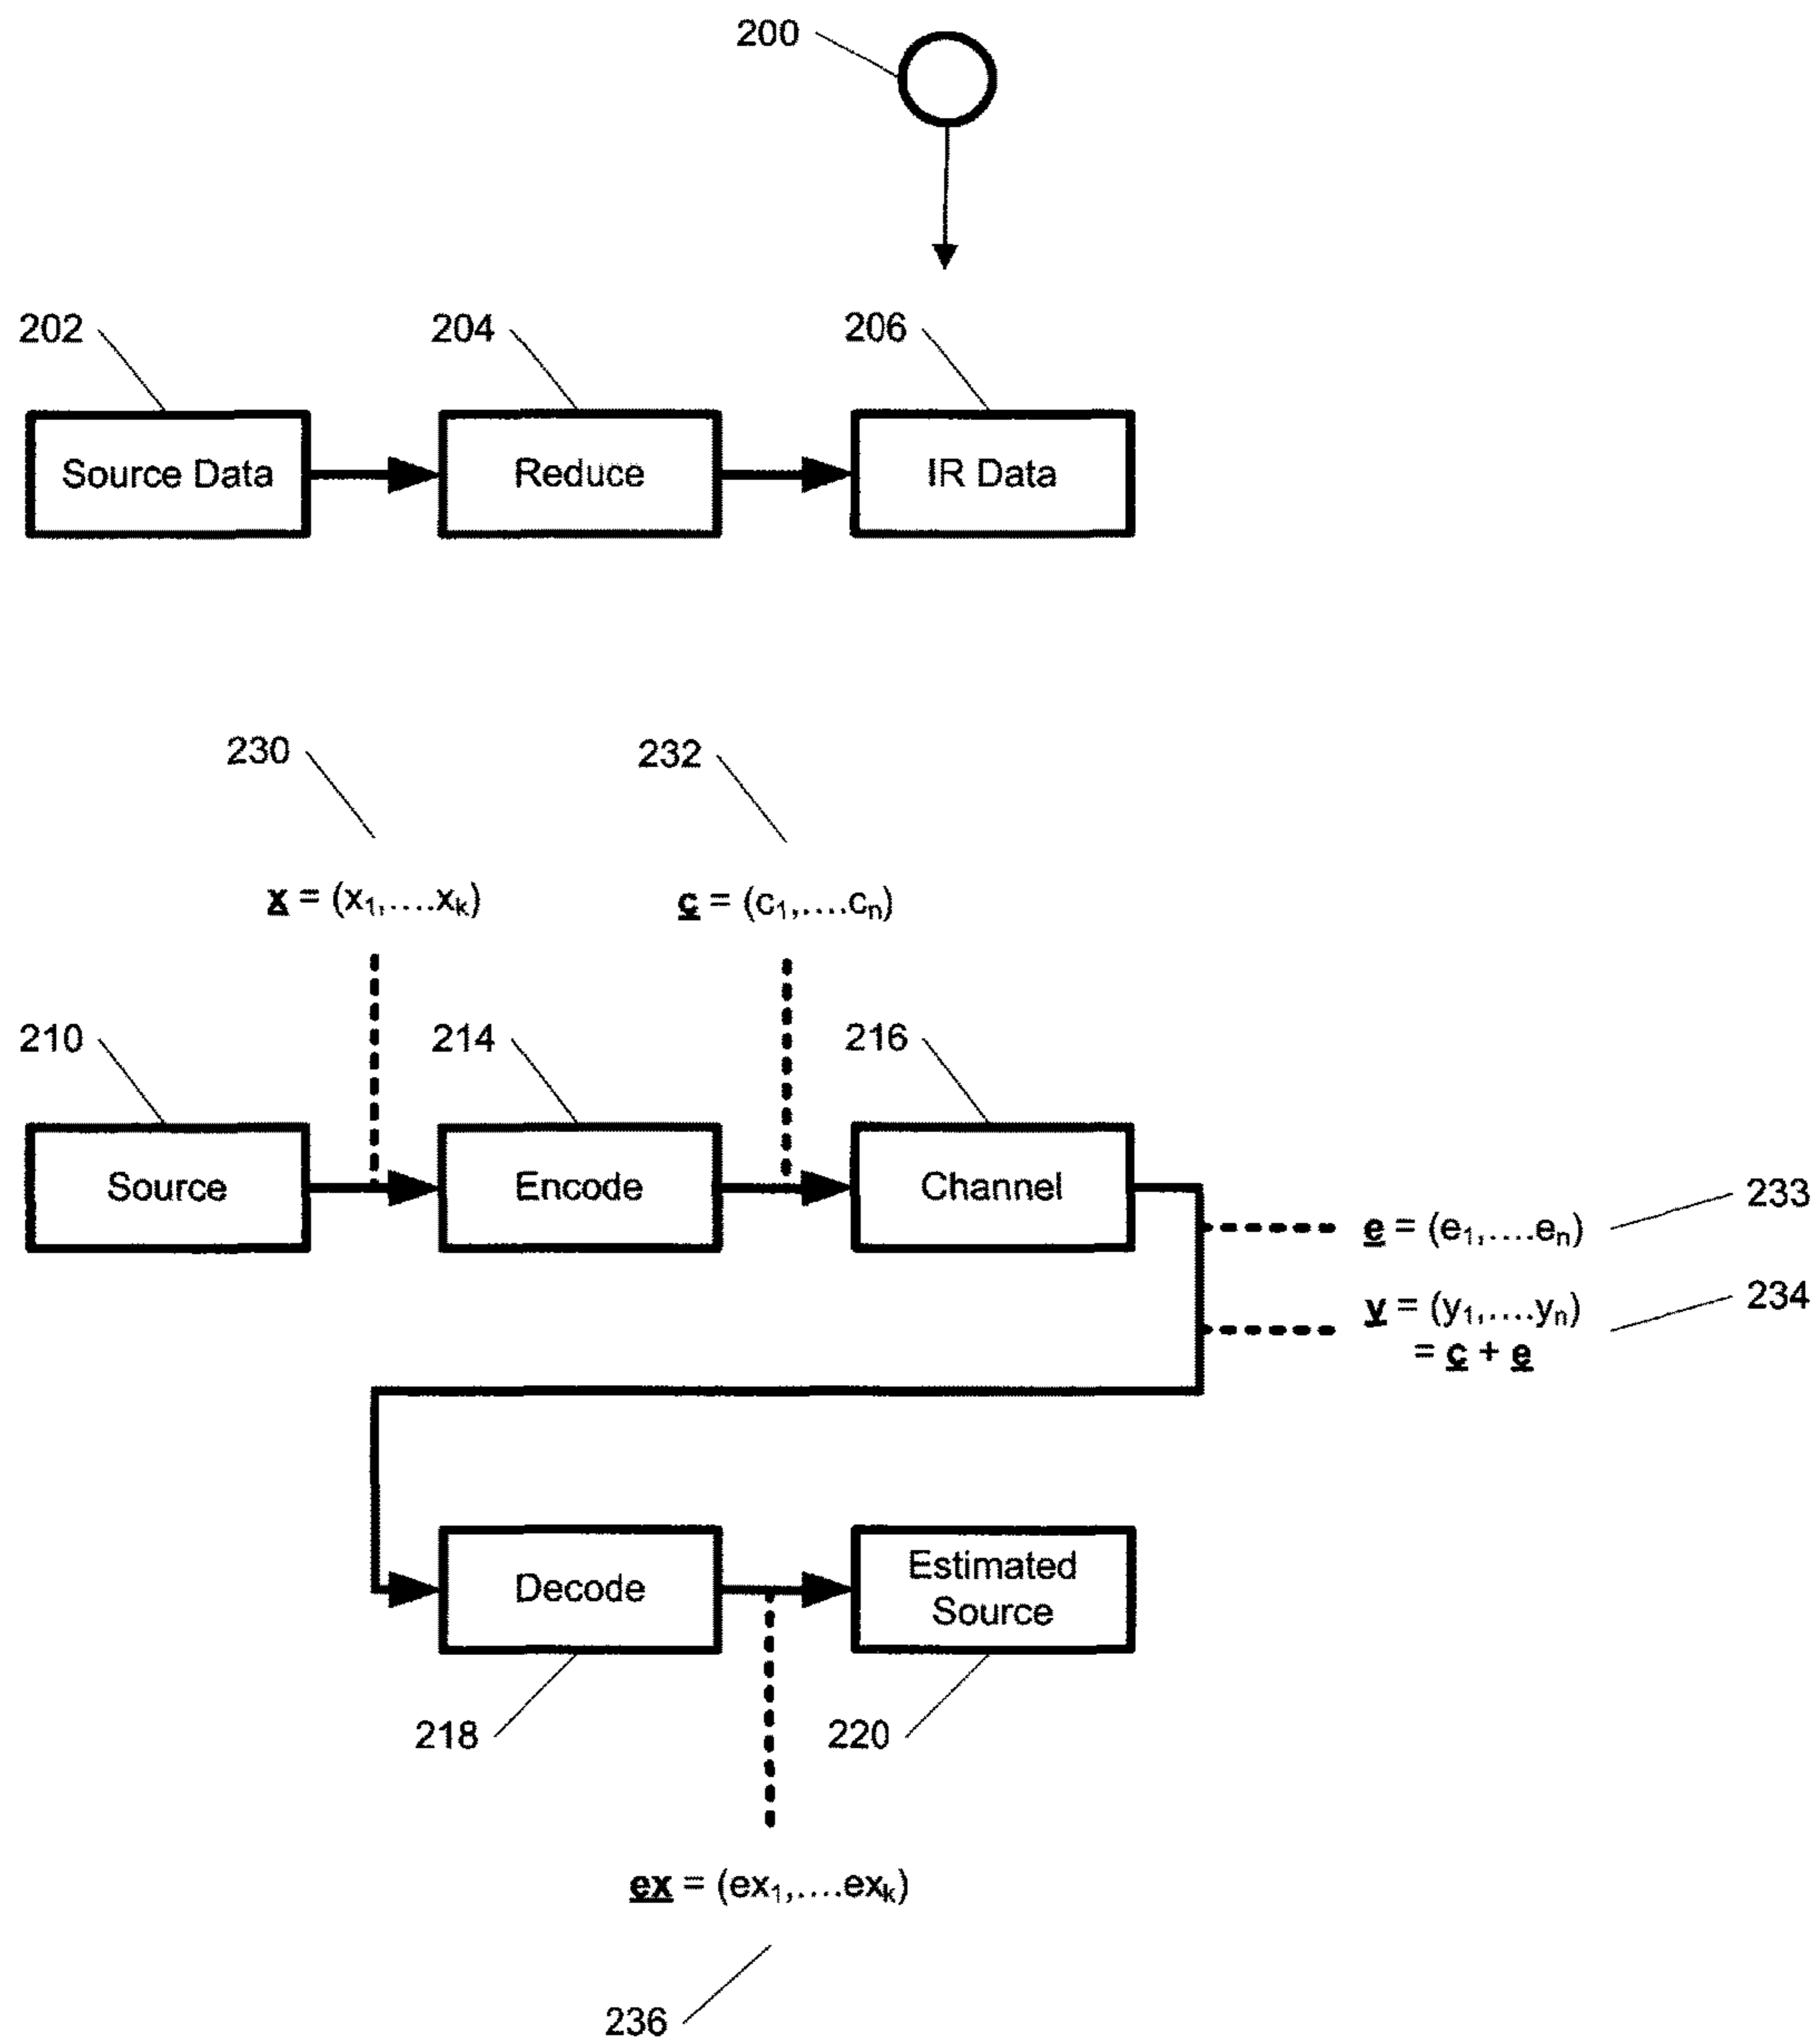 200
202
204
206
Source Data
Reduce
IR Data
230
232
x = (x₁,....xₖ)
c = (c₁,....cₙ)
210
214
216
Source
Encode
Channel
e = (e₁,....eₙ)
233
y = (y₁,....yₙ)
= c + e
234
Decode
Estimated
Source
218
220
ex = (ex₁,....exₖ)
236